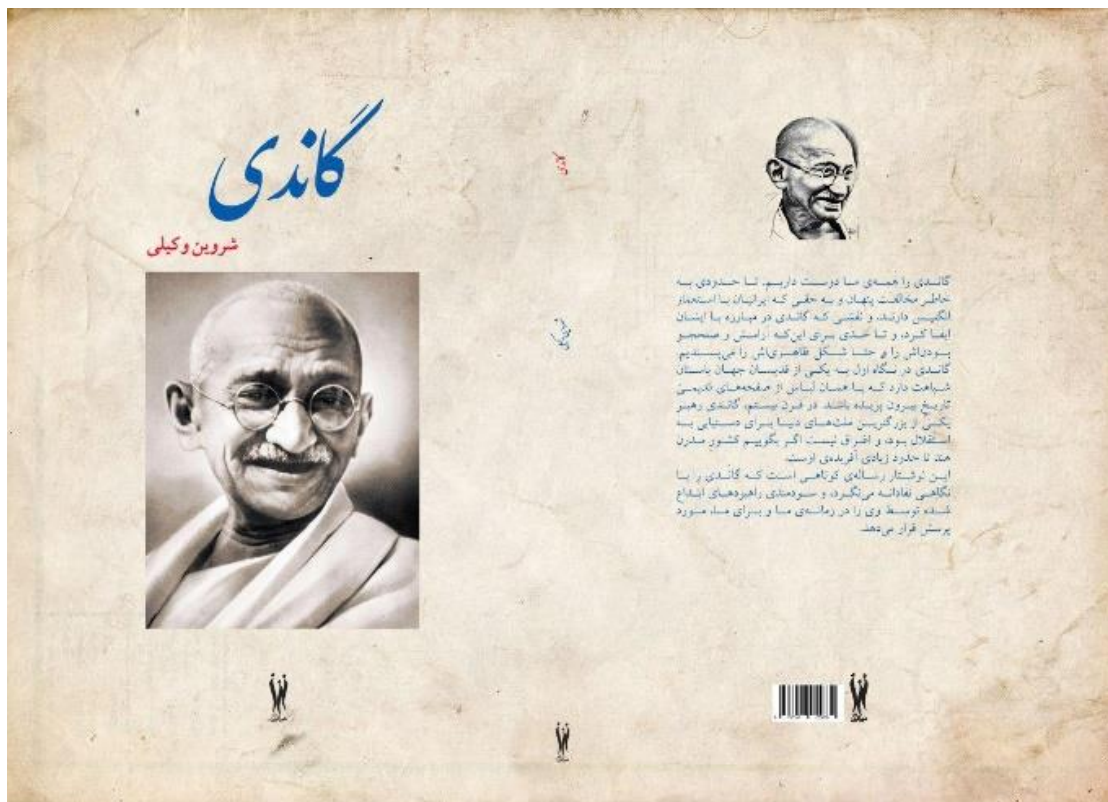 گاندی
شروین وکیلی
گاندی
گاندی را همه‌ی ما دوست داریم. تا حدودی به
خاطر مخالفت پنهان و به حقی که ایرانیان با استعمار
انگلیس دارند، و نقشی که گاندی در مبارزه با ایشان
ایفا کرد، و تا حدی برای این‌که آرامش و صلحجو
بودن‌اش را و حتا شکل ظاهری‌اش را می‌پسندیم.
گاندی در نگاه اول به یکی از قدیسان جهان باستان
شباهت دارد که با همان لباس از صفحه‌های قدیمی
تاریخ بیرون پریده باشند. در قرن بیستم، گاندی رهبر
یکی از بزرگترین ملت‌های دنیا برای دستیابی به
استقلال بود، و اغراق نیست اگر بگوییم کشور مدرن
هند تا حدود زیادی آفریده‌ی اوست.
این نوشتار رساله‌ی کوتاهی است که گاندی را با
نگاهی نقادانه می‌نگرد، و سودمندی راهبردهای ابداع
شده توسط وی را در زمانه‌ی ما و برای ما، مورد
پرسش قرار می‌دهد.